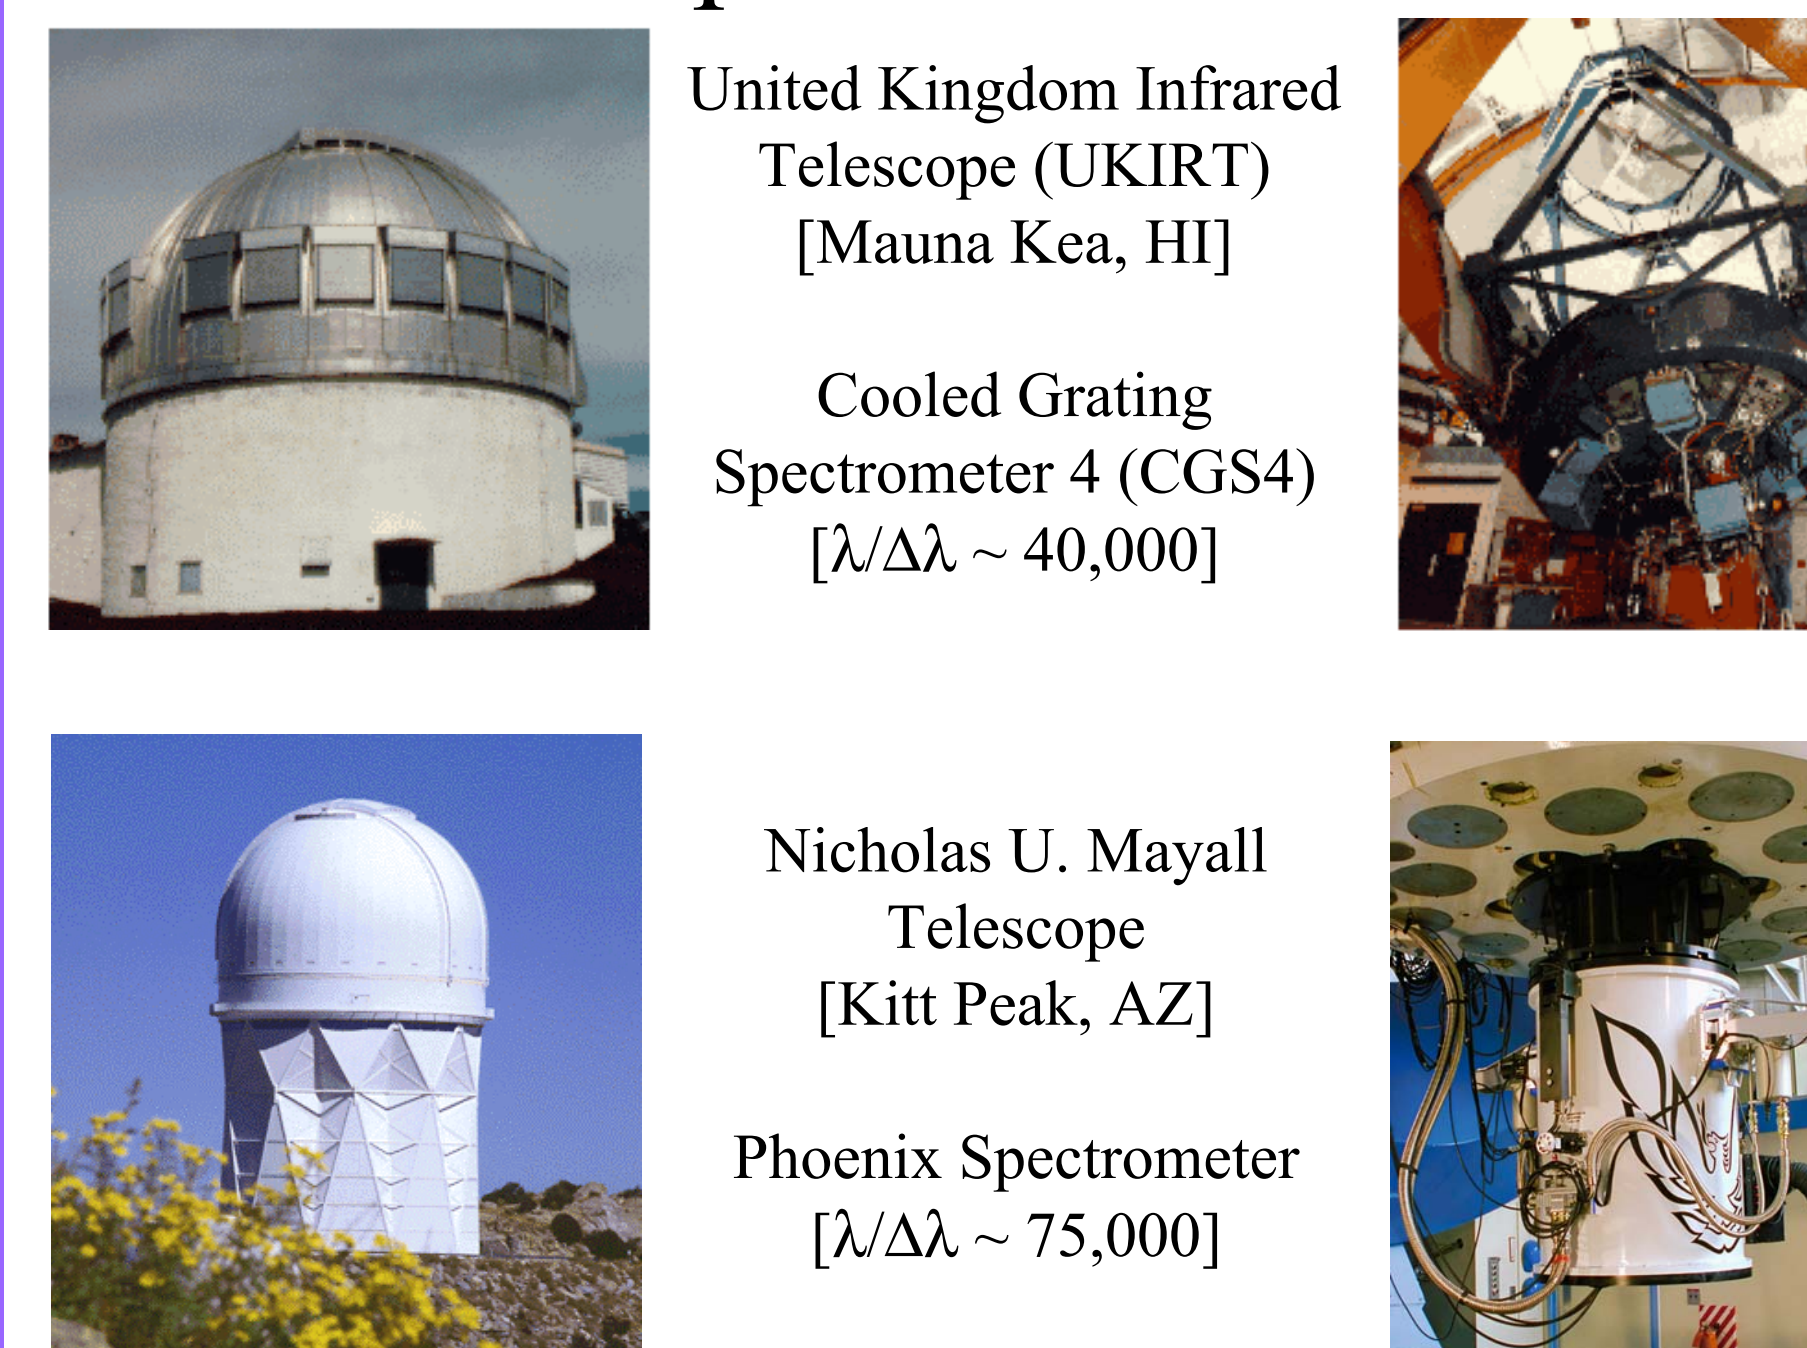 United Kingdom Infrared
Telescope (UKIRT)
[Mauna Kea, HI]
Cooled Grating
Spectrometer 4 (CGS4)
[λ/Δλ ~ 40,000]
Nicholas U. Mayall
Telescope
[Kitt Peak, AZ]
Phoenix Spectrometer
[λ/Δλ ~ 75,000]